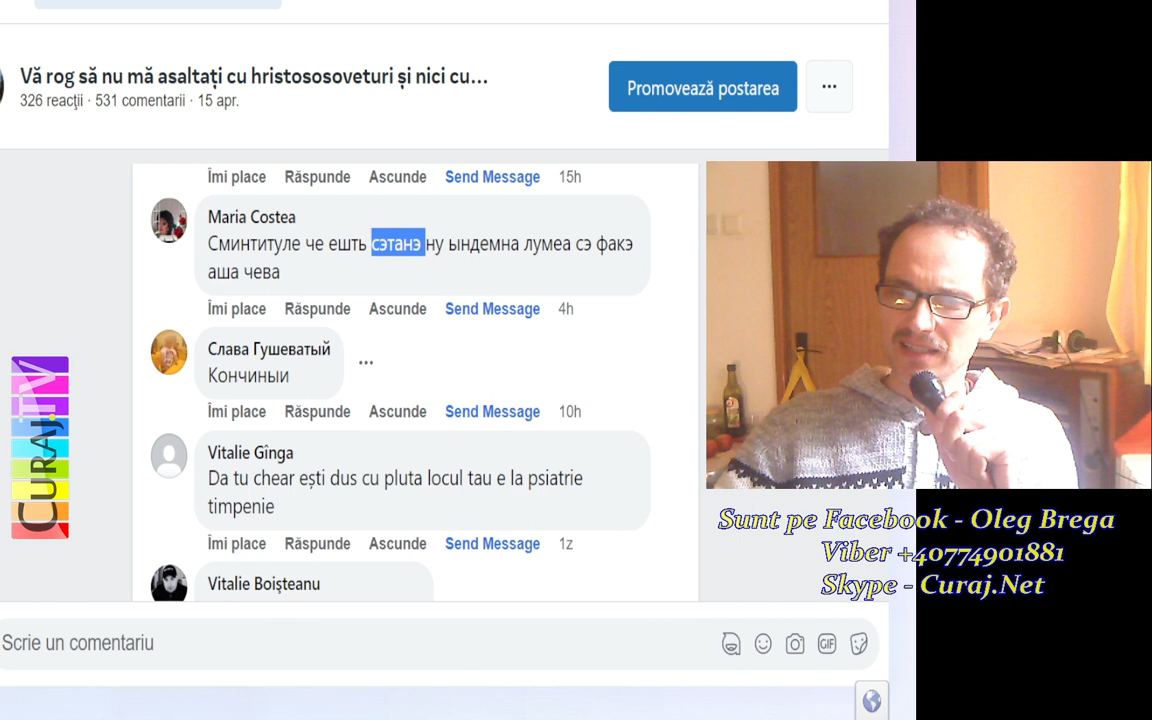 Vă rog să nu mă asaltați cu hristososoveturi și nici cu...
326 reacții · 531 comentarii · 15 apr.
Promovează postarea
Îmi place Răspunde Ascunde Send Message 15h
Maria Costea
Сминтитуле че ешть сэтанэ ну ындемна лумеа сэ факэ
аша чева
Îmi place Răspunde Ascunde Send Message 4h
Слава Гушеватый
Кончиныи
Îmi place Răspunde Ascunde Send Message 10h
Vitalie Gînga
Da tu chear ești dus cu pluta locul tau e la psiatrie
timpenie
Îmi place Răspunde Ascunde Send Message 1z
Vitalie Boișteanu
Scrie un comentariu
GIF
CURAJ.TV
Sunt pe Facebook - Oleg Brega
Viber +40774901881
Skype - Curaj.Net